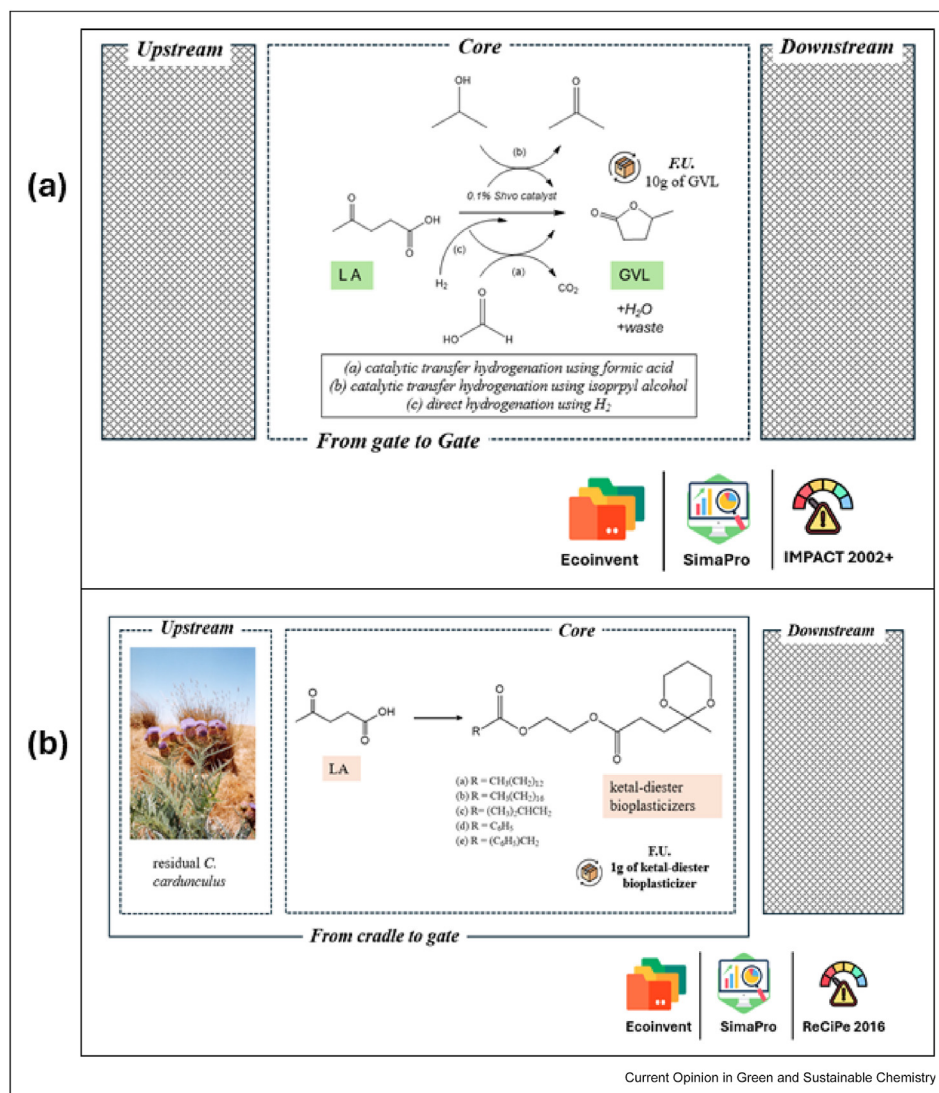 (a)
Upstream
Core
Downstream
OH
O
(b)
F.U.
10g of GVL
0.1% Shvo catalyst
O
OH
O
O
O
(c)
H2
(a)
CO2
LA
GVL
O
HO
H
+H2O
+waste
(a) catalytic transfer hydrogenation using formic acid
(b) catalytic transfer hydrogenation using isoprpyl alcohol
(c) direct hydrogenation using H2
From gate to Gate
Ecoinvent
SimaPro
IMPACT 2002+
(b)
Upstream
Core
Downstream
O
OH
O
O
R
O
O
O
O
O
LA
(a) R = CH3(CH2)12
(b) R = CH3(CH2)16
(c) R= (CH3)2CHCH2
(d) R = C6H5
(e) R = (C6H5)CH2
ketal-diester
bioplasticizers
residual C.
cardunculus
F.U.
1g of ketal-diester
bioplasticizer
From cradle to gate
Ecoinvent
SimaPro
ReCiPe 2016
Current Opinion in Green and Sustainable Chemistry